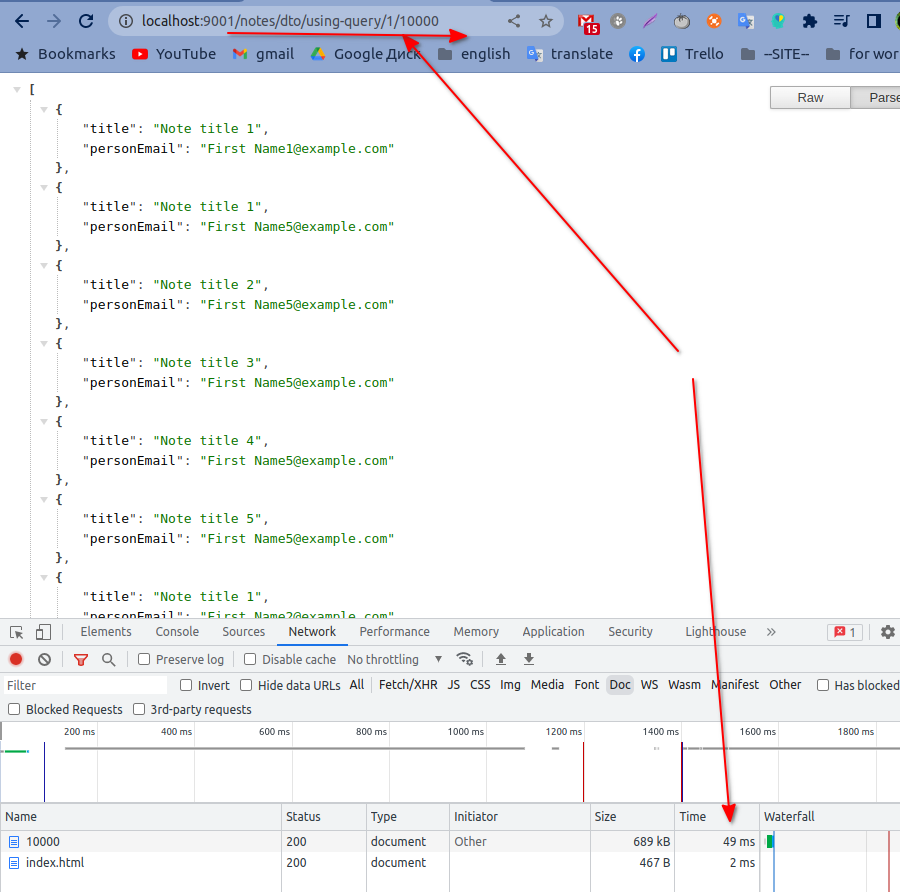 localhost:9001/notes/dto/using-query/1/10000
15
Bookmarks YouTube gmail Google Диск english translate Trello --SITE-- for wor
[
Raw Parse
{
"title": "Note title 1",
"personEmail": "First Name1@example.com"
},
{
"title": "Note title 1",
"personEmail": "First Name5@example.com"
},
{
"title": "Note title 2",
"personEmail": "First Name5@example.com"
},
{
"title": "Note title 3",
"personEmail": "First Name5@example.com"
},
{
"title": "Note title 4",
"personEmail": "First Name5@example.com"
},
{
"title": "Note title 5",
"personEmail": "First Name5@example.com"
},
{
"title": "Note title 1",
"personEmail": "First Name2@example.com"
Elements Console Sources Network Performance Memory Application Security Lighthouse » 1
Preserve log Disable cache No throttling
Filter Invert Hide data URLs All Fetch/XHR JS CSS Img Media Font Doc WS Wasm Manifest Other Has blocked
Blocked Requests 3rd-party requests
200 ms 400 ms 600 ms 800 ms 1000 ms 1200 ms 1400 ms 1600 ms 1800 ms
Name Status Type Initiator Size Time Waterfall
10000 200 document Other 689 kB 49 ms
index.html 200 document 467 B 2 ms